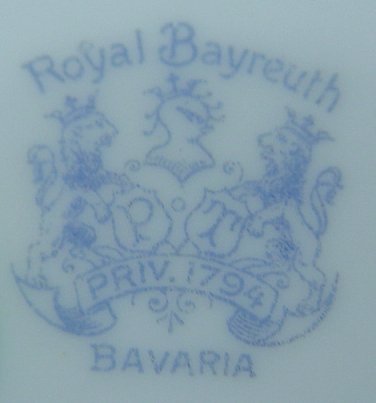 Royal Bayreuth
P T
PRIV. 1794
BAVARIA